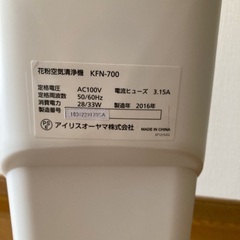 花粉空気清浄機 KFN-700
定格電圧 AC100V 電流ヒューズ 3.15A
定格周波数 50/60Hz
消費電力 28/33W 製造年 2016年
アイリスオーヤマ株式会社
MADE IN CHINA